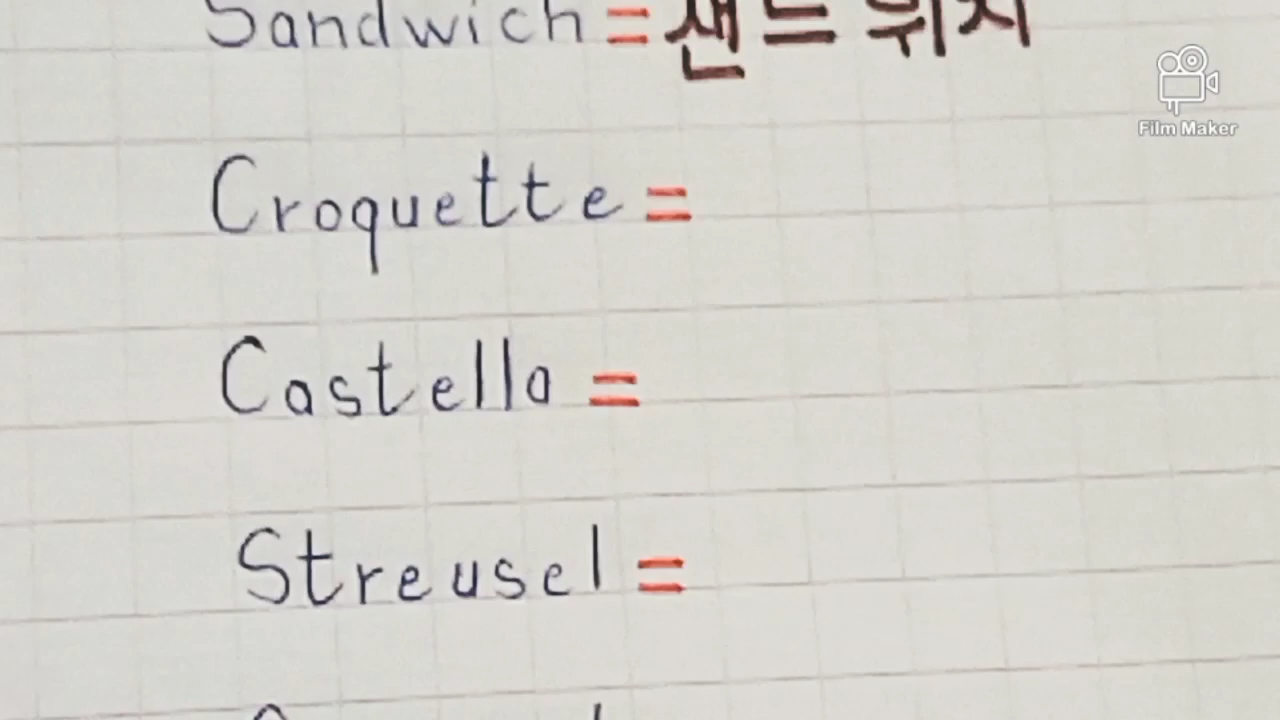 Sandwich = 샌드위치
Film Maker
Croquette =
Castella =
Streusel =